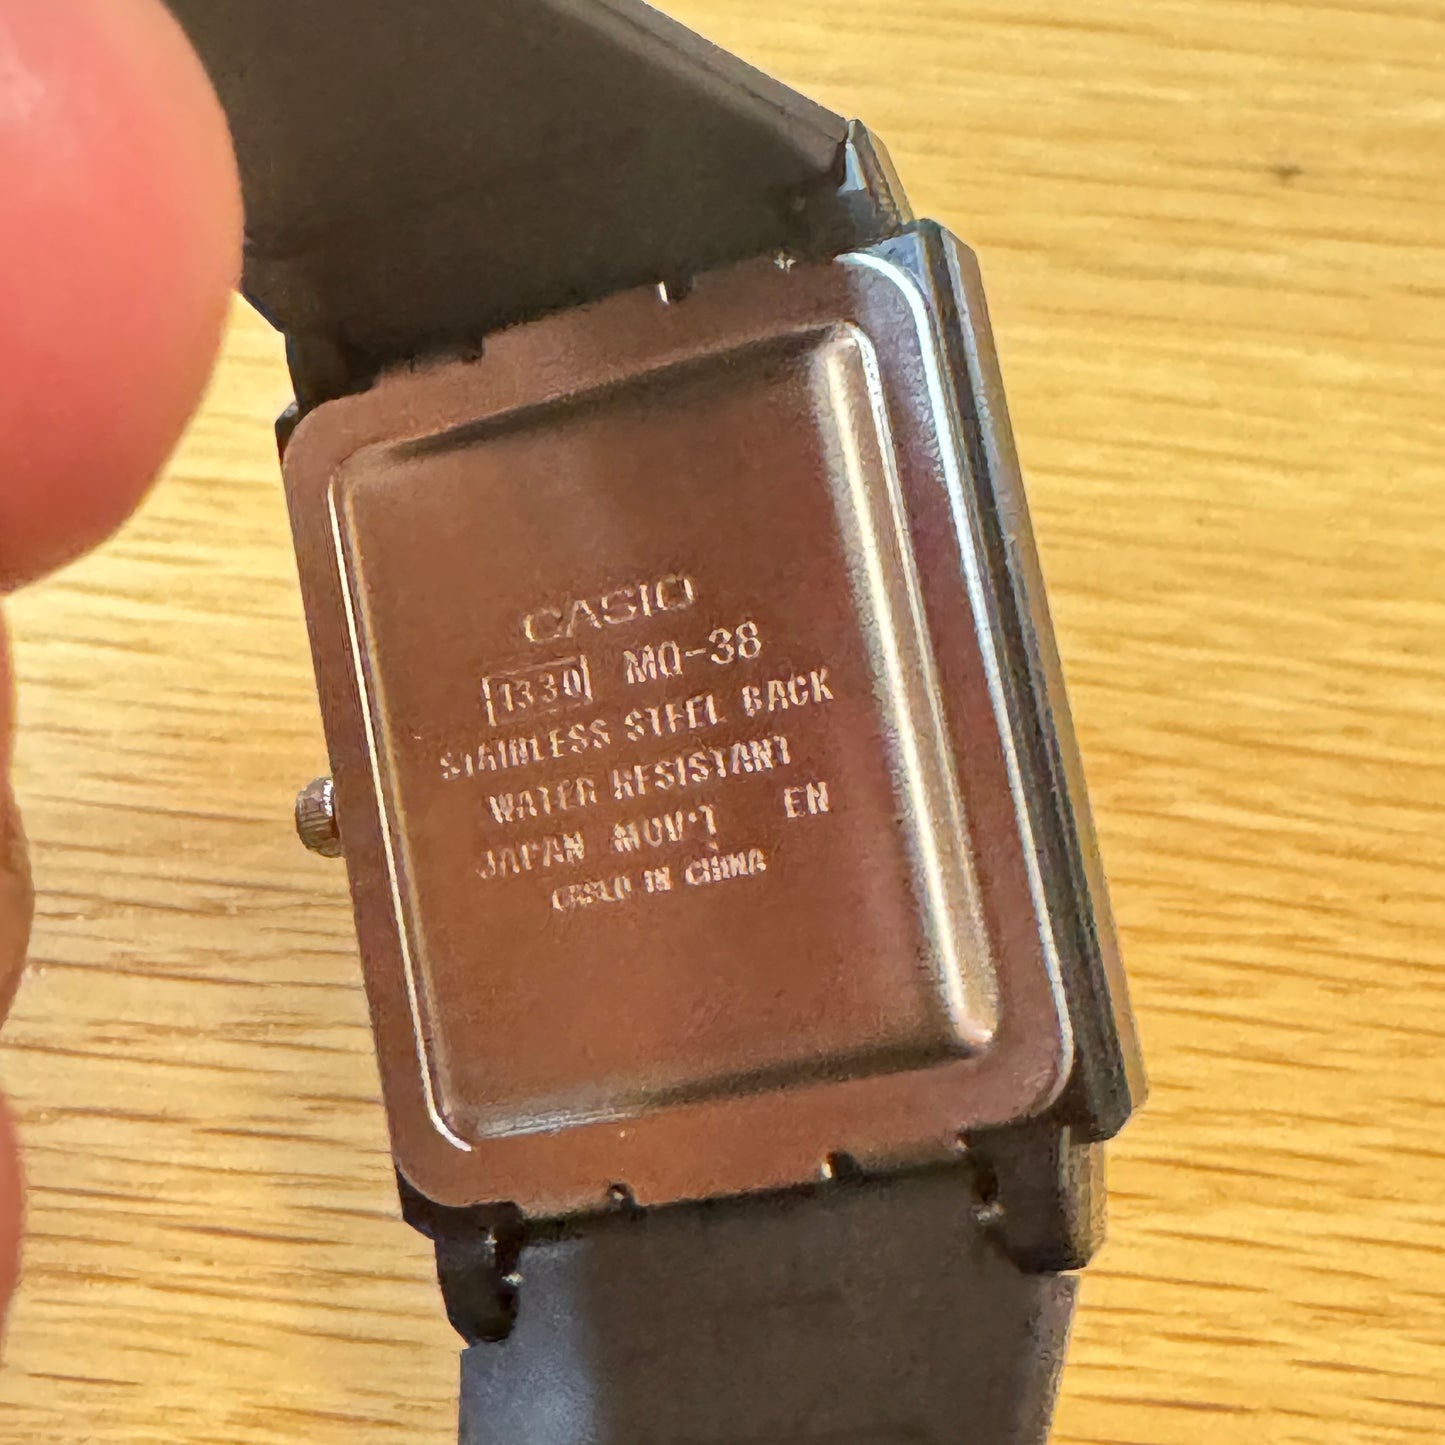 CASIO
1330 MQ-38
STAINLESS STEEL BACK
WATER RESISTANT
JAPAN MOV'T EN
CASED IN CHINA